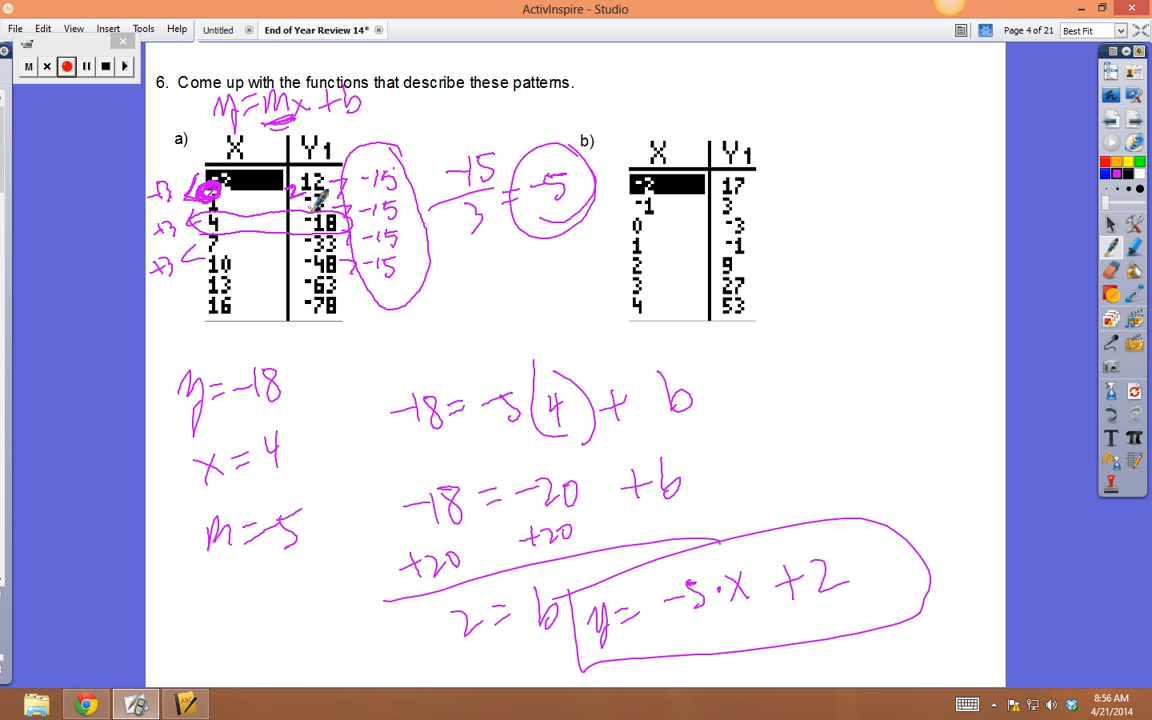 ActivInspire - Studio
File Edit View Insert Tools Help
Untitled
End of Year Review 14*
Page 4 of 21
Best Fit
6. Come up with the functions that describe these patterns.
y=mx+b
a)
X Y1
-2 12
1
4 -18
7 -33
10 -48
13 -63
16 -78
+3
+3
+3
2
-15
-15
-15
-15
-15
3
= -5
b)
X Y1
-2 17
-1 3
0 -3
1 -1
2 9
3 27
4 53
y=-18
x=4
m=-5
-18= -5(4)+ b
-18 = -20 +b
+20 +20
2 = b
y= -5·x +2
8:56 AM
4/21/2014